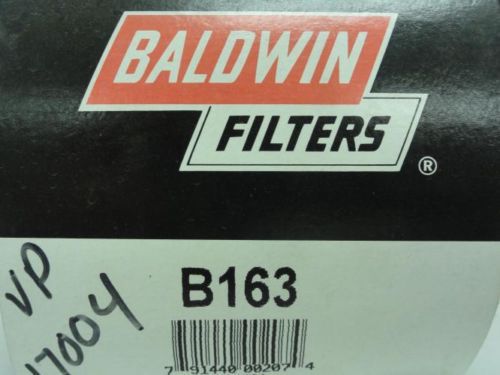 BALDWIN
FILTERS
®
B163
VP
17004
7 91440 00207 4